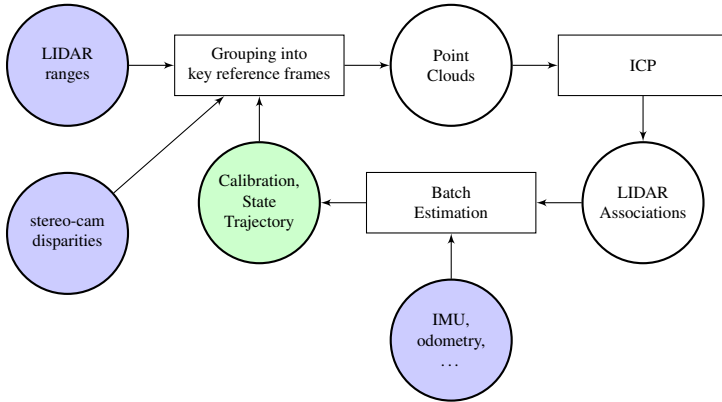 LIDAR
ranges
Grouping into
key reference frames
Point
Clouds
ICP
stereo-cam
disparities
Calibration,
State
Trajectory
Batch
Estimation
LIDAR
Associations
IMU,
odometry,
...